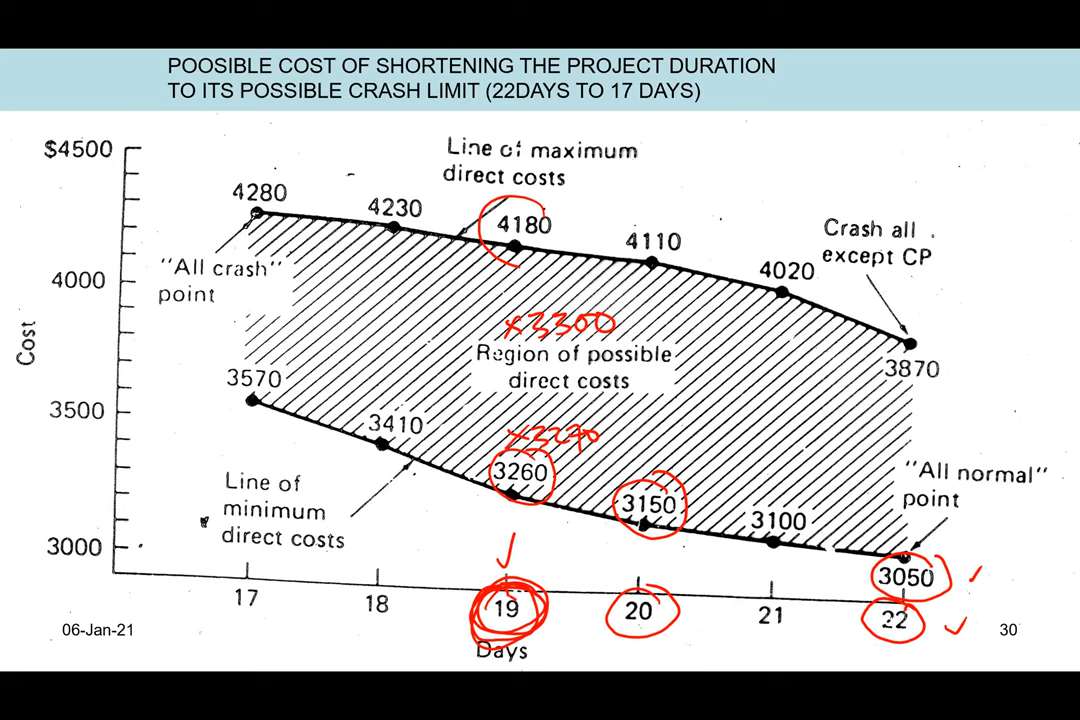 POOSIBLE COST OF SHORTENING THE PROJECT DURATION
TO ITS POSSIBLE CRASH LIMIT (22DAYS TO 17 DAYS)
$4500
Line of maximum
direct costs
4280
4230
4180
4110
4020
Crash all
except CP
"All crash"
point
4000
x3300
Region of possible
direct costs
3870
Cost
3570
3500
3410
x3270
3260
3150
3100
"All normal"
point
Line of
minimum
direct costs
3000
3050
17
18
19
20
21
22
Days
06-Jan-21
30